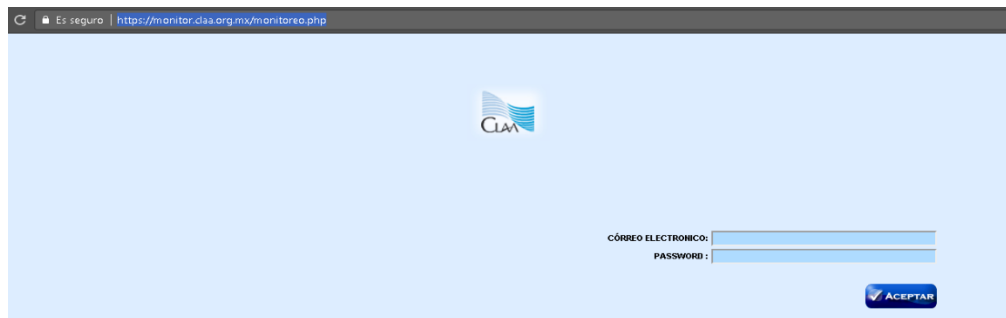 Es seguro | https://monitor.claa.org.mx/monitoreo.php
CLAA
CÓRREO ELECTRONICO:
PASSWORD :
ACEPTAR